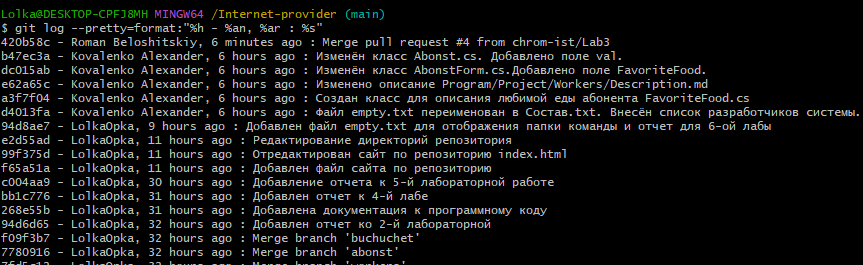 Lolka@DESKTOP-CPFJ8MH MINGW64 /Internet-provider (main)
$ git log --pretty=format:"%h - %an, %ar : %s"
420b58c - Roman Beloshitskiy, 6 minutes ago : Merge pull request #4 from chrom-ist/Lab3
b47ec3a - Kovalenko Alexander, 6 hours ago : Изменён класс Abonst.cs. Добавлено поле val.
dc015ab - Kovalenko Alexander, 6 hours ago : Изменён класс AbonstForm.cs.Добавлено поле FavoriteFood.
e62a65c - Kovalenko Alexander, 6 hours ago : Изменено описание Program/Project/Workers/Description.md
a3f7f04 - Kovalenko Alexander, 6 hours ago : Создан класс для описания любимой еды абонента FavoriteFood.cs
d4013fa - Kovalenko Alexander, 6 hours ago : Файл empty.txt переименован в Состав.txt. Внесён список разработчиков системы.
94d8ae7 - LolkaOpka, 9 hours ago : Добавлен файл empty.txt для отображения папки команды и отчет для 6-ой лабы
e2d55ad - LolkaOpka, 11 hours ago : Редактирование директорий репозитория
99f375d - LolkaOpka, 11 hours ago : Отредактирован сайт по репозиторию index.html
f65a51a - LolkaOpka, 11 hours ago : Добавлен файл сайта по репозиторию
c004aa9 - LolkaOpka, 30 hours ago : Добавление отчета к 5-й лабораторной работе
bb1c776 - LolkaOpka, 31 hours ago : Добавлен отчет к 4-й лабе
268e55b - LolkaOpka, 31 hours ago : Добавлена документация к программному коду
94d6d65 - LolkaOpka, 32 hours ago : Добавлен отчет ко 2-й лабораторной
f09f3b7 - LolkaOpka, 32 hours ago : Merge branch 'buchuchet'
7780916 - LolkaOpka, 32 hours ago : Merge branch 'abonst'
LolkaOpka, 32 hours ago : Merge branch